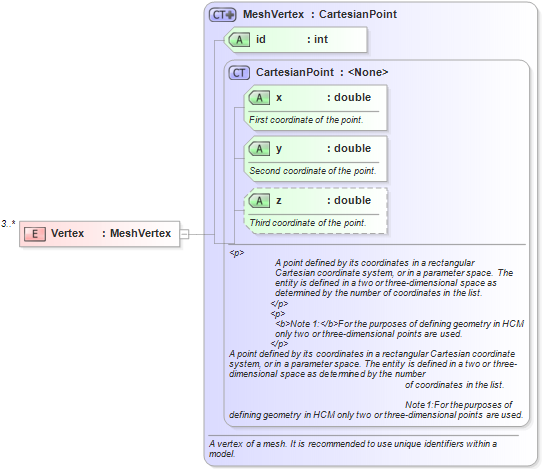 CT MeshVertex : CartesianPoint
A id : int
CT CartesianPoint : <None>
A x : double
First coordinate of the point.
A y : double
Second coordinate of the point.
A z : double
Third coordinate of the point.
3..*
E Vertex : MeshVertex
<p>
A point defined by its coordinates in a rectangular
Cartesian coordinate system, or in a parameter space. The
entity is defined in a two or three-dimensional space as
determined by the number of coordinates in the list.
</p>
<p>
<b>Note 1:</b>For the purposes of defining geometry in HCM
only two or three-dimensional points are used.
</p>
A point defined by its coordinates in a rectangular Cartesian coordinate
system, or in a parameter space. The entity is defined in a two or three-
dimensional space as determined by the number
of coordinates in the list.
Note 1:For the purposes of
defining geometry in HCM only two or three-dimensional points are used.
A vertex of a mesh. It is recommended to use unique identifiers within a
model.